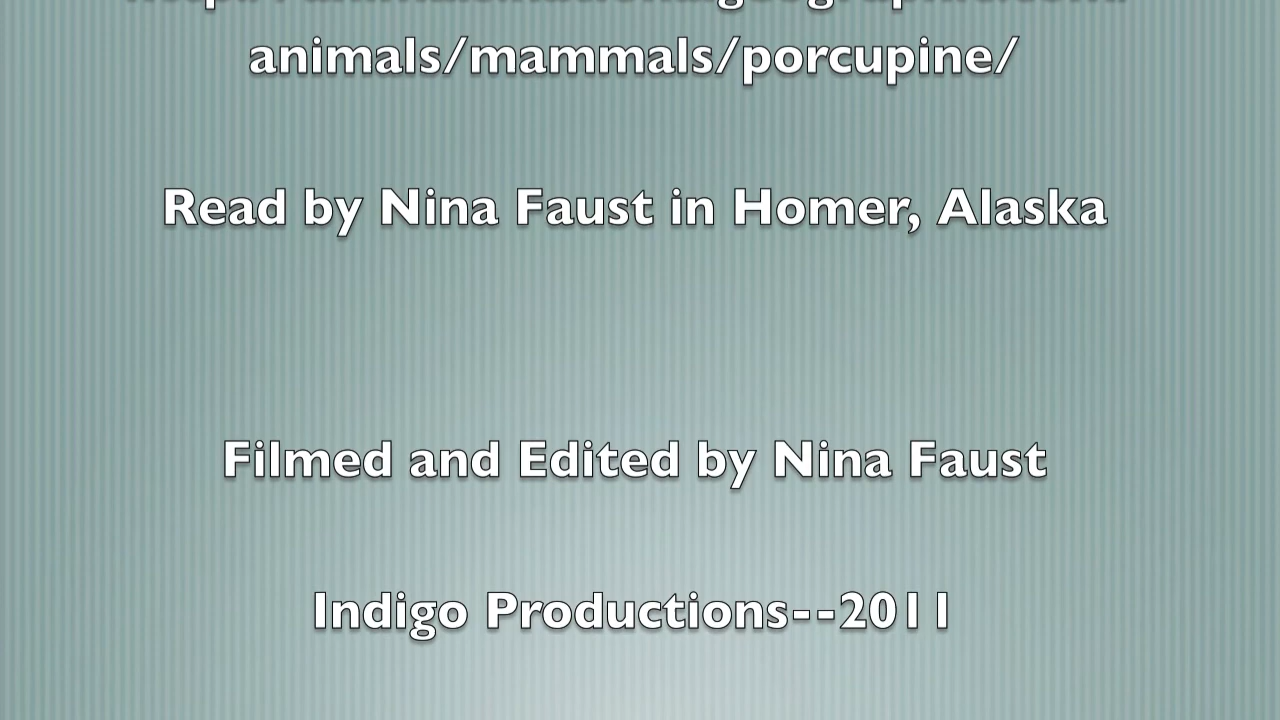 animals/mammals/porcupine/
Read by Nina Faust in Homer, Alaska
Filmed and Edited by Nina Faust
Indigo Productions--2011